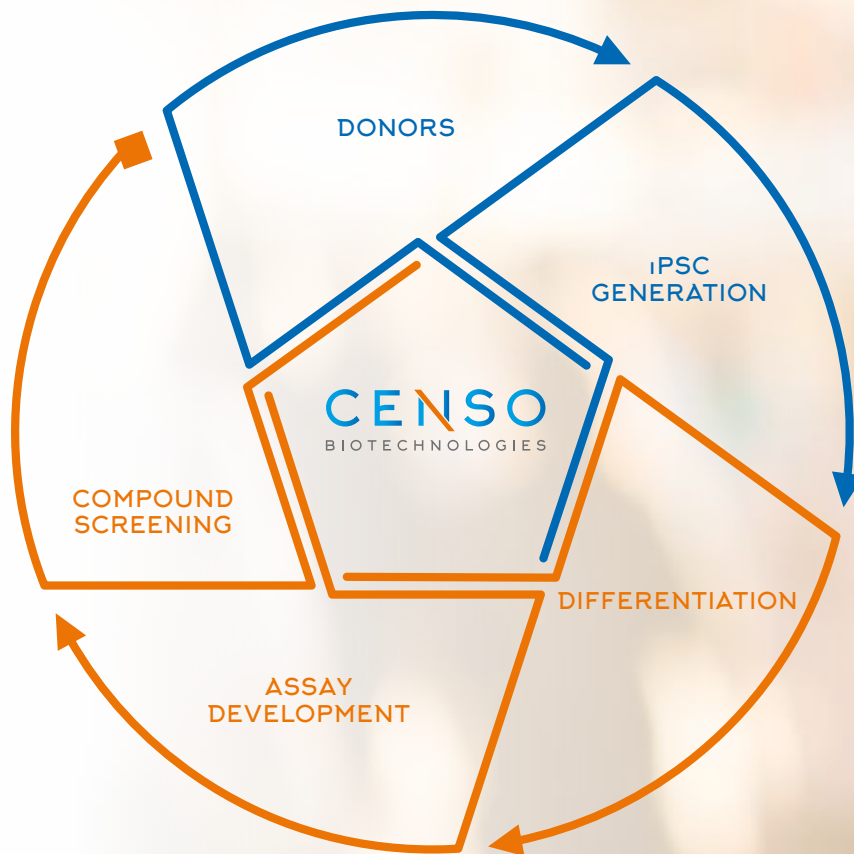 DONORS
iPSC
GENERATION
CENSO
BIOTECHNOLOGIES
COMPOUND
SCREENING
DIFFERENTIATION
ASSAY
DEVELOPMENT